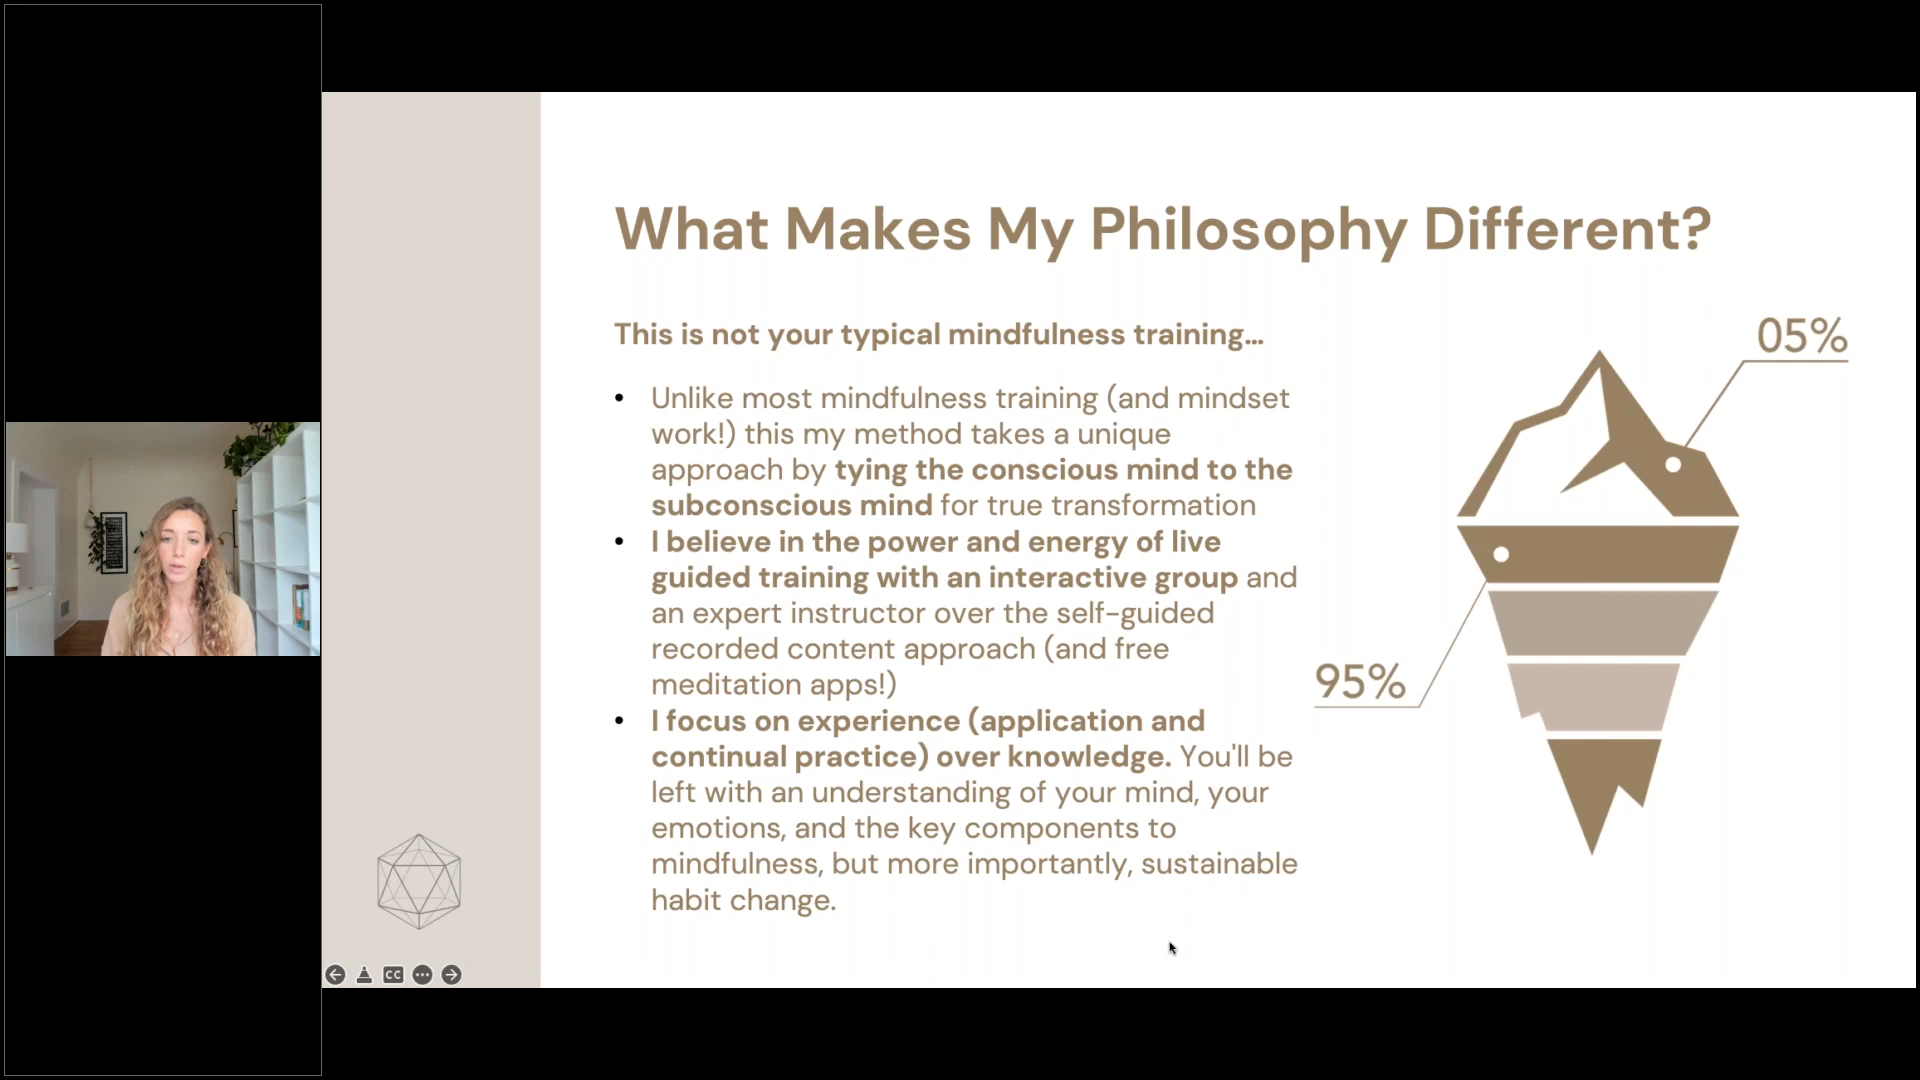 What Makes My Philosophy Different?
This is not your typical mindfulness training...
• Unlike most mindfulness training (and mindset
work!) this my method takes a unique
approach by tying the conscious mind to the
subconscious mind for true transformation
• I believe in the power and energy of live
guided training with an interactive group and
an expert instructor over the self-guided
recorded content approach (and free
meditation apps!)
• I focus on experience (application and
continual practice) over knowledge. You'll be
left with an understanding of your mind, your
emotions, and the key components to
mindfulness, but more importantly, sustainable
habit change.
05%
95%
CC